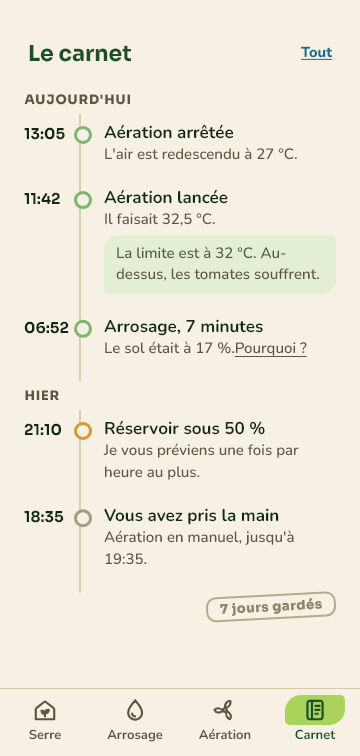 Le carnet
Tout
AUJOURD'HUI
13:05
Aération arrêtée
L'air est redescendu à 27 °C.
11:42
Aération lancée
Il faisait 32,5 °C.
La limite est à 32 °C. Au-
dessus, les tomates souffrent.
06:52
Arrosage, 7 minutes
Le sol était à 17 %.Pourquoi ?
HIER
21:10
Réservoir sous 50 %
Je vous préviens une fois par
heure au plus.
18:35
Vous avez pris la main
Aération en manuel, jusqu'à
19:35.
7 jours gardés
Serre
Arrosage
Aération
Carnet